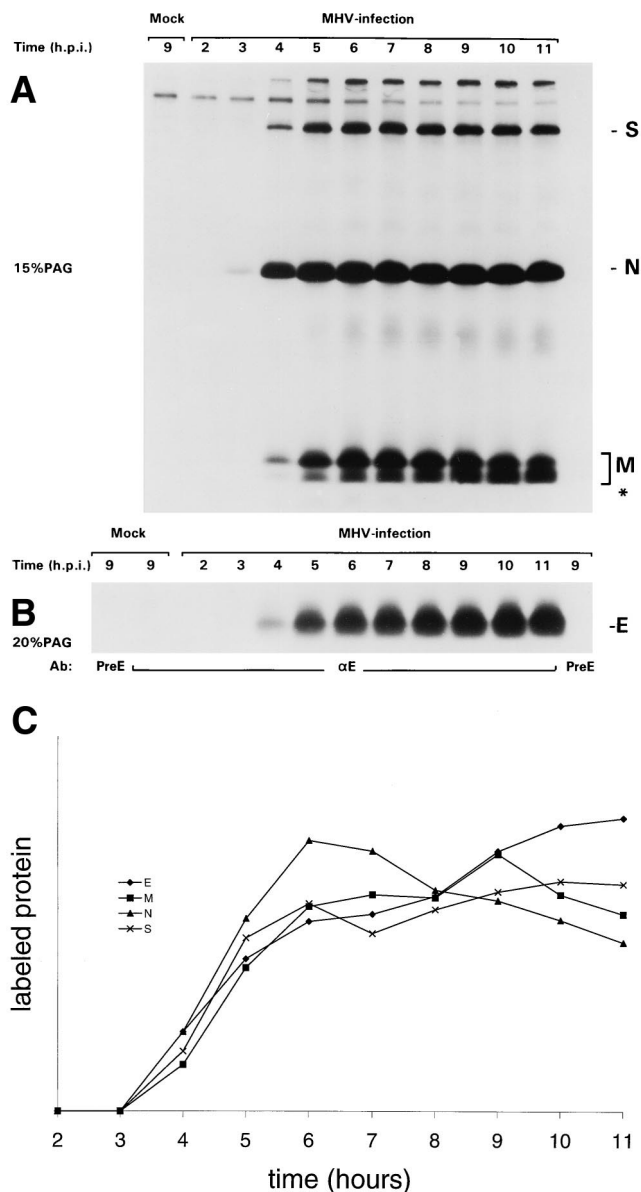 Mock MHV-infection
Time (h.p.i.) 9 2 3 4 5 6 7 8 9 10 11
A
- S
15%PAG - N
M
*
Mock MHV-infection
Time (h.p.i.) 9 9 2 3 4 5 6 7 8 9 10 11 9
B
-E
20%PAG
Ab: PreE αE PreE
C
labeled protein
E
M
N
S
2 3 4 5 6 7 8 9 10 11
time (hours)